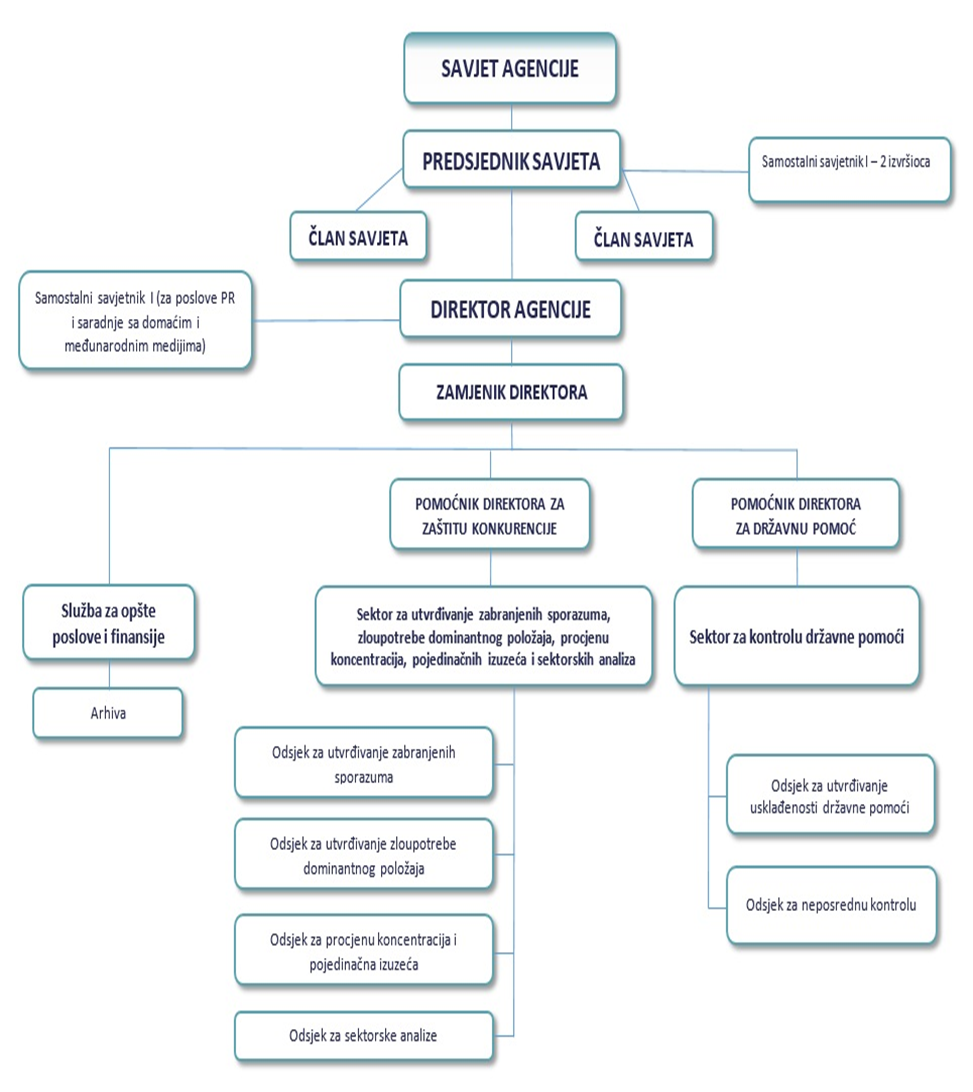 SAVJET AGENCIJE
PREDSJEDNIK SAVJETA
Samostalni savjetnik I – 2 izvršioca
ČLAN SAVJETA
ČLAN SAVJETA
Samostalni savjetnik I (za poslove PR
i saradnje sa domaćim i
međunarodnim medijima)
DIREKTOR AGENCIJE
ZAMJENIK DIREKTORA
POMOĆNIK DIREKTORA ZA
ZAŠTITU KONKURENCIJE
POMOĆNIK DIREKTORA
ZA DRŽAVNU POMOĆ
Služba za opšte
poslove i finansije
Sektor za utvrđivanje zabranjenih sporazuma,
zloupotrebe dominantnog položaja, procjenu
koncentracija, pojedinačnih izuzeća i sektorskih analiza
Sektor za kontrolu državne pomoći
Arhiva
Odsjek za utvrđivanje zabranjenih
sporazuma
Odsjek za utvrđivanje zloupotrebe
dominantnog položaja
Odsjek za procjenu koncentracija i
pojedinačna izuzeća
Odsjek za sektorske analize
Odsjek za utvrđivanje
usklađenosti državne pomoći
Odsjek za neposrednu kontrolu